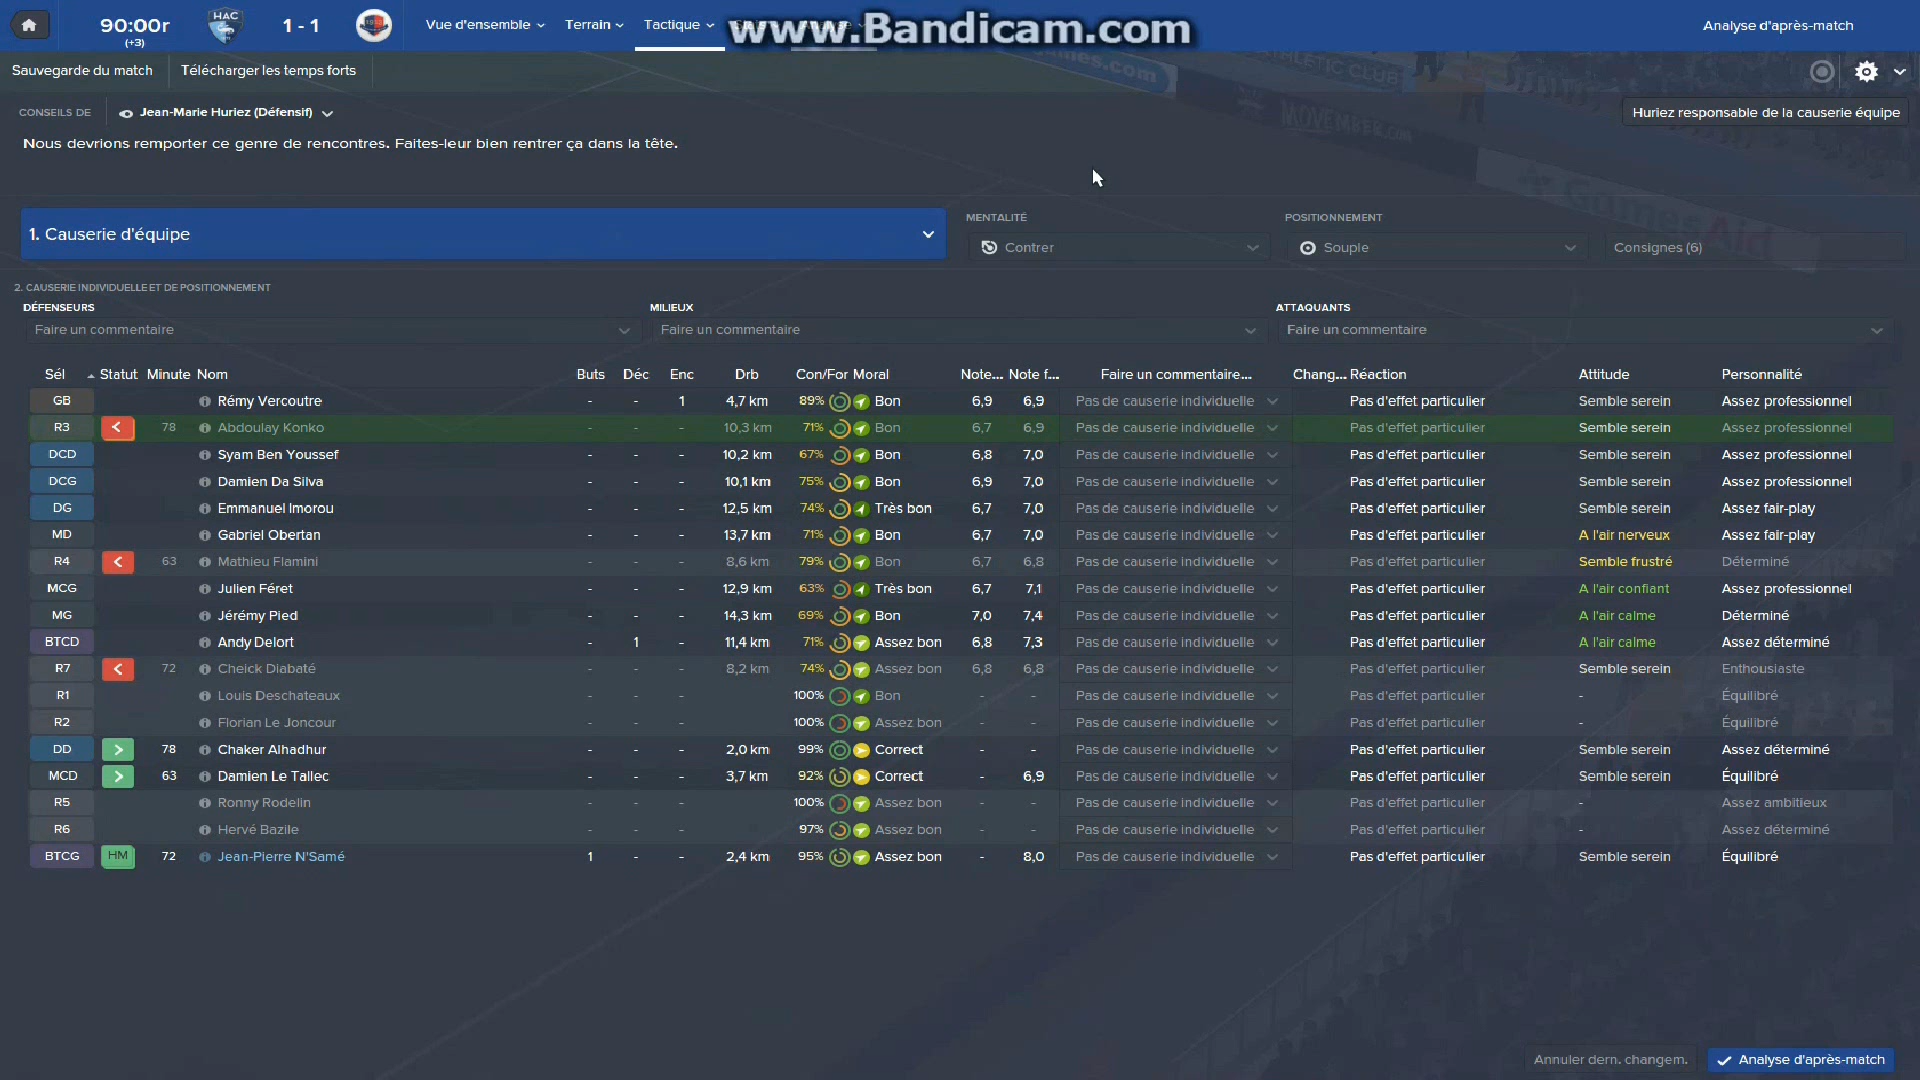 90:00r
(+3)
HAC
1 - 1
Vue d'ensemble
Terrain
Tactique
www.Bandicam.com
Analyse d'après-match
Sauvegarde du match
Télécharger les temps forts
CONSEILS DE
Jean-Marie Huriez (Défensif)
Huriez responsable de la causerie équipe
MOVEMBER.COM
Nous devrions remporter ce genre de rencontres. Faites-leur bien rentrer ça dans la tête.
GamesAid
1. Causerie d'équipe
MENTALITÉ
Contrer
POSITIONNEMENT
Souple
Consignes (6)
2. CAUSERIE INDIVIDUELLE ET DE POSITIONNEMENT
DÉFENSEURS MILIEUX ATTAQUANTS
Faire un commentaire Faire un commentaire Faire un commentaire
Sél Statut Minute Nom Buts Déc Enc Drb Con/For Moral Note... Note f... Faire un commentaire... Chang... Réaction Attitude Personnalité
GB Rémy Vercoutre - - 1 4,7 km 89% Bon 6,9 6,9 Pas de causerie individuelle Pas d'effet particulier Semble serein Assez professionnel
R3 78 Abdoulay Konko - - - 10,3 km 71% Bon 6,7 6,9 Pas de causerie individuelle Pas d'effet particulier Semble serein Assez professionnel
DCD Syam Ben Youssef - - - 10,2 km 67% Bon 6,8 7,0 Pas de causerie individuelle Pas d'effet particulier Semble serein Assez professionnel
DCG Damien Da Silva - - - 10,1 km 75% Bon 6,9 7,0 Pas de causerie individuelle Pas d'effet particulier Semble serein Assez professionnel
DG Emmanuel Imorou - - - 12,5 km 74% Très bon 6,7 7,0 Pas de causerie individuelle Pas d'effet particulier Semble serein Assez fair-play
MD Gabriel Obertan - - - 13,7 km 71% Bon 6,7 7,0 Pas de causerie individuelle Pas d'effet particulier A l'air nerveux Assez fair-play
R4 63 Mathieu Flamini - - - 8,6 km 79% Bon 6,7 6,8 Pas de causerie individuelle Pas d'effet particulier Semble frustré Déterminé
MCG Julien Féret - - - 12,9 km 63% Très bon 6,7 7,1 Pas de causerie individuelle Pas d'effet particulier A l'air confiant Assez professionnel
MG Jérémy Pied - - - 14,3 km 69% Bon 7,0 7,4 Pas de causerie individuelle Pas d'effet particulier A l'air calme Déterminé
BTCD Andy Delort - 1 - 11,4 km 71% Assez bon 6,8 7,3 Pas de causerie individuelle Pas d'effet particulier A l'air calme Assez déterminé
R7 72 Cheick Diabaté - - - 8,2 km 74% Assez bon 6,8 6,8 Pas de causerie individuelle Pas d'effet particulier Semble serein Enthousiaste
R1 Louis Deschateaux - - - 100% Bon - - Pas de causerie individuelle Pas d'effet particulier - Équilibré
R2 Florian Le Joncour - - - 100% Assez bon - - Pas de causerie individuelle Pas d'effet particulier - Équilibré
DD 78 Chaker Alhadhur - - - 2,0 km 99% Correct - - Pas de causerie individuelle Pas d'effet particulier Semble serein Assez déterminé
MCD 63 Damien Le Tallec - - - 3,7 km 92% Correct - 6,9 Pas de causerie individuelle Pas d'effet particulier Semble serein Équilibré
R5 Ronny Rodelin - - - 100% Assez bon - - Pas de causerie individuelle Pas d'effet particulier - Assez ambitieux
R6 Hervé Bazile - - - 97% Assez bon - - Pas de causerie individuelle Pas d'effet particulier - Assez déterminé
BTCG HM 72 Jean-Pierre N'Samé 1 - - 2,4 km 95% Assez bon - 8,0 Pas de causerie individuelle Pas d'effet particulier Semble serein Équilibré
Annuler dern. changem.
Analyse d'après-match